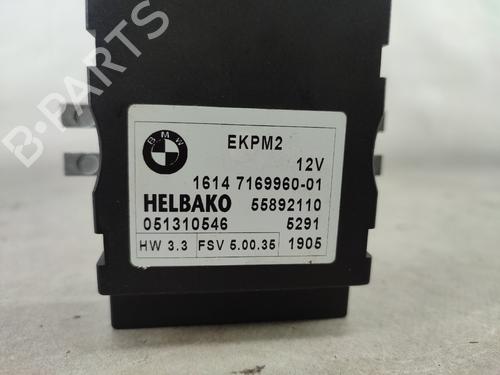 BMW
EKPM2
12V
1614 7169960-01
HELBAKO 55892110
051310546 5291
HW 3.3 FSV 5.00.35 1905
B-PARTS